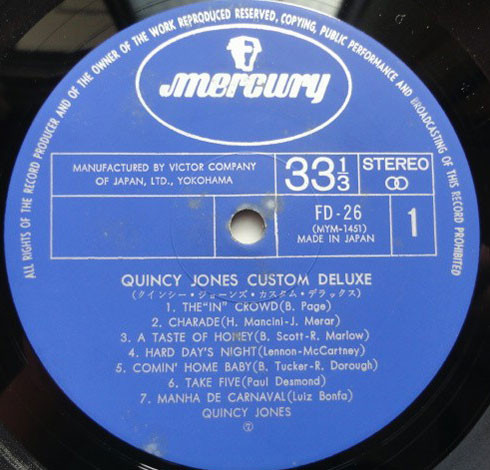 ALL RIGHTS OF THE RECORD PRODUCER AND OF THE OWNER OF THE WORK REPRODUCED RESERVED, COPYING, PUBLIC PERFORMANCE AND BROADCASTING OF THIS RECORD PROHIBITED
mercury
MANUFACTURED BY VICTOR COMPANY
OF JAPAN, LTD., YOKOHAMA
33 1/3
STEREO
FD-26
(MYM-1451)
MADE IN JAPAN
1
QUINCY JONES CUSTOM DELUXE
(クインシー・ジョーンズ・カスタム・デラックス)
1. THE"IN" CROWD(B. Page)
2. CHARADE(H. Mancini-J. Merar)
3. A TASTE OF HONEY(B. Scott-R. Marlow)
4. HARD DAY'S NIGHT(Lennon-McCartney)
5. COMIN' HOME BABY(B. Tucker-R. Dorough)
6. TAKE FIVE(Paul Desmond)
7. MANHA DE CARNAVAL(Luiz Bonfa)
QUINCY JONES